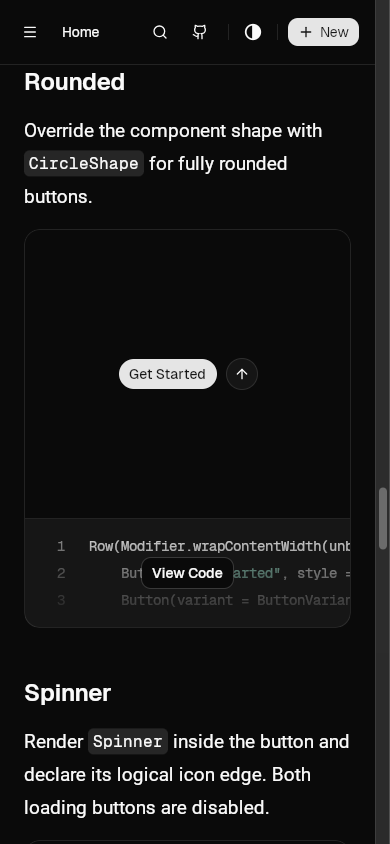 Home
New
Rounded
Override the component shape with
CircleShape for fully rounded
buttons.
Get Started
1 Row(Modifier.wrapContentWidth(unb
2 But
View Code
arted", style =
3 Button(variant = ButtonVarian
Spinner
Render Spinner inside the button and
declare its logical icon edge. Both
loading buttons are disabled.